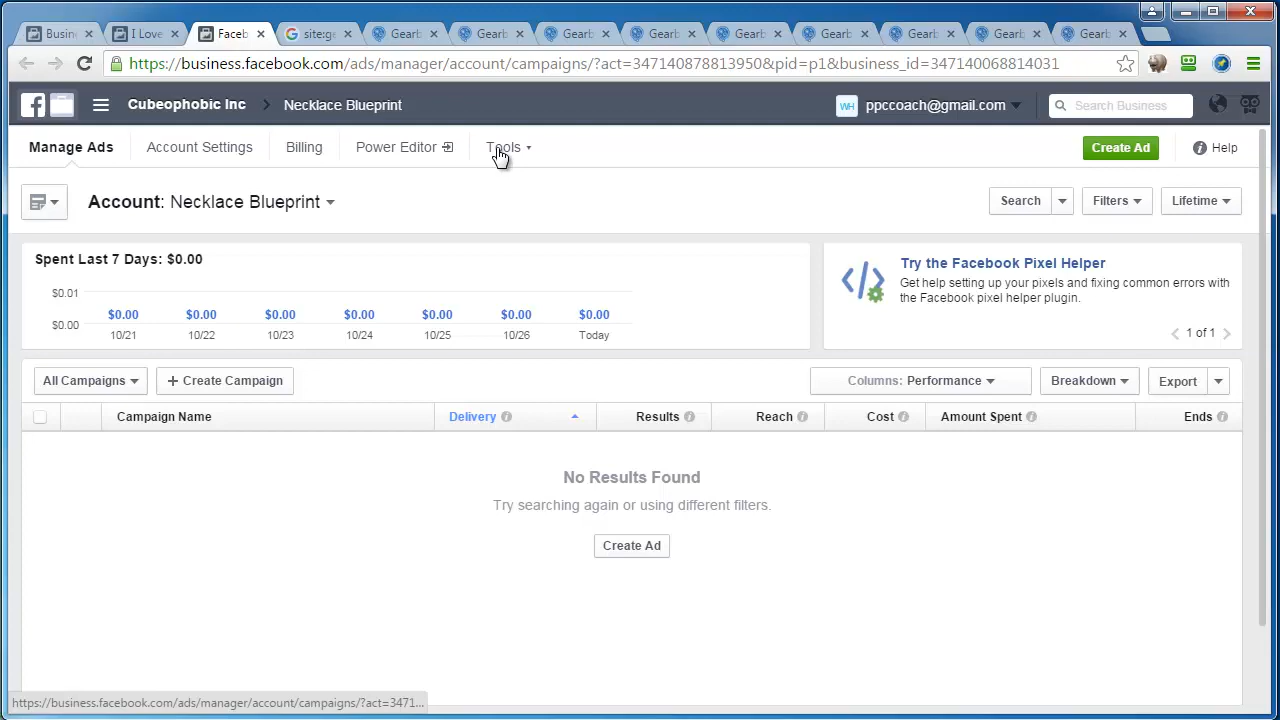 Busin
I Love
Faceb
site:ge
Gearb
Gearb
Gearb
Gearb
Gearb
Gearb
Gearb
Gearb
Gearb
https://business.facebook.com/ads/manager/account/campaigns/?act=347140878813950&pid=p1&business_id=347140068814031
Cubeophobic Inc > Necklace Blueprint
WH ppccoach@gmail.com
Search Business
Manage Ads
Account Settings
Billing
Power Editor
Tools
Create Ad
Help
Account: Necklace Blueprint
Search
Filters
Lifetime
Spent Last 7 Days: $0.00
$0.01
$0.00
$0.00 $0.00 $0.00 $0.00 $0.00 $0.00 $0.00
10/21 10/22 10/23 10/24 10/25 10/26 Today
Try the Facebook Pixel Helper
Get help setting up your pixels and fixing common errors with
the Facebook pixel helper plugin.
1 of 1
All Campaigns
+ Create Campaign
Columns: Performance
Breakdown
Export
Campaign Name
Delivery
Results
Reach
Cost
Amount Spent
Ends
No Results Found
Try searching again or using different filters.
Create Ad
https://business.facebook.com/ads/manager/account/campaigns/?act=3471...